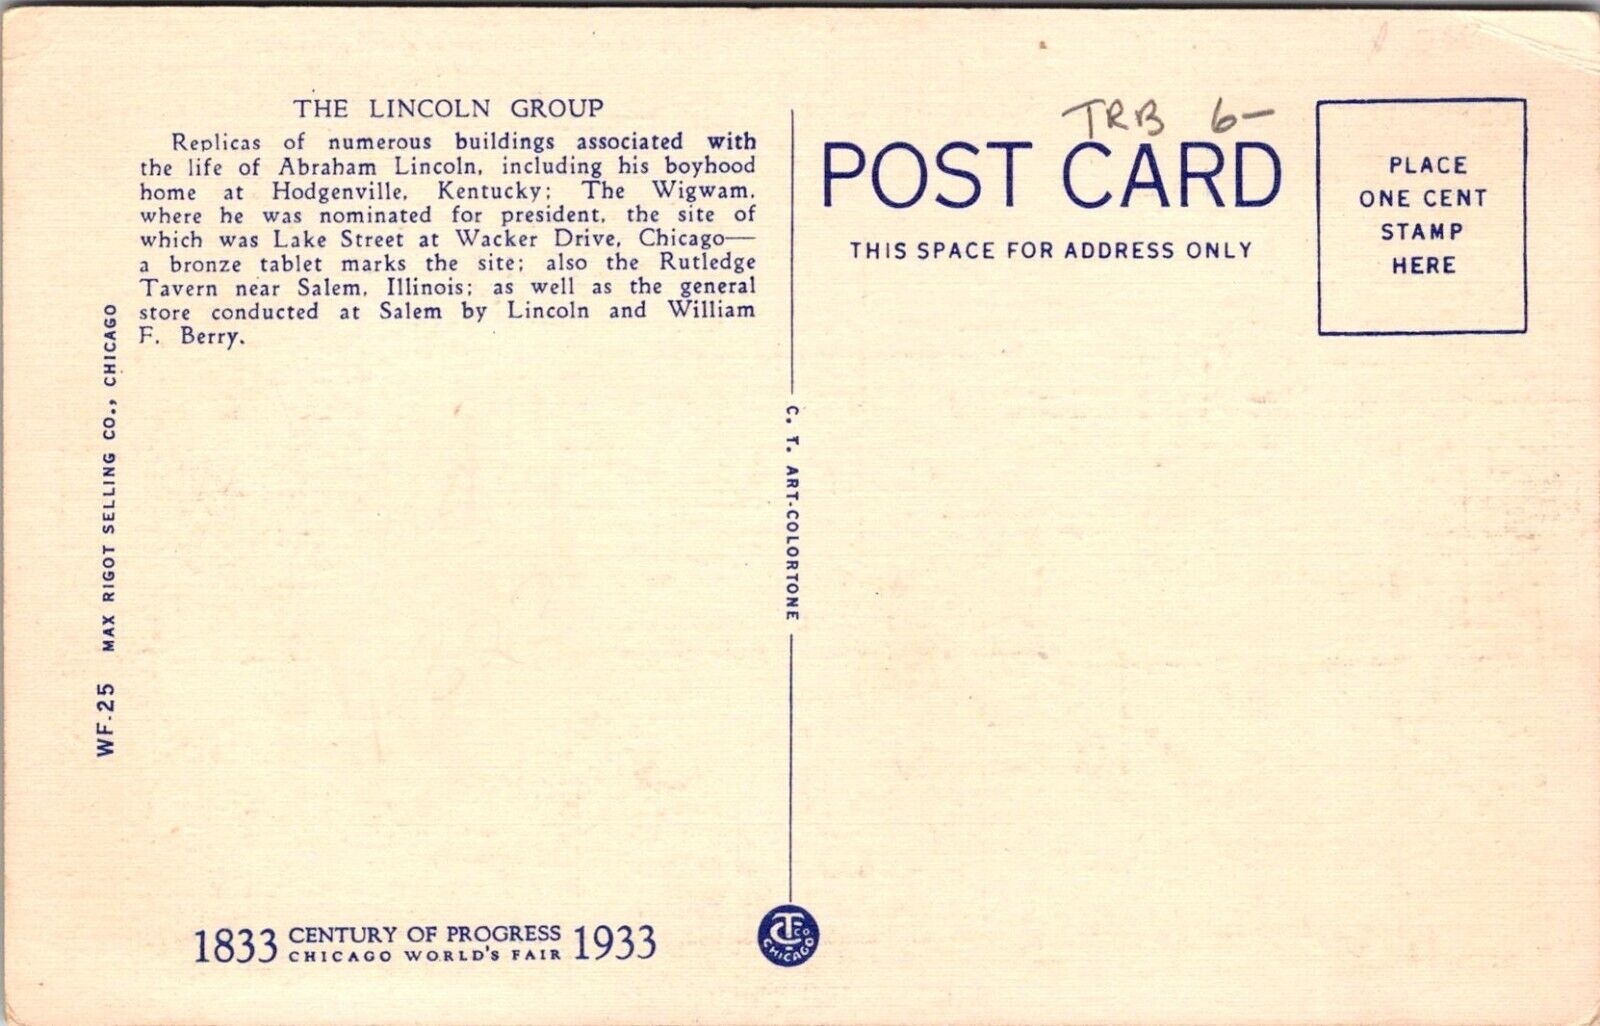 THE LINCOLN GROUP
Replicas of numerous buildings associated with
the life of Abraham Lincoln, including his boyhood
home at Hodgenville, Kentucky; The Wigwam,
where he was nominated for president, the site of
which was Lake Street at Wacker Drive, Chicago—
a bronze tablet marks the site; also the Rutledge
Tavern near Salem, Illinois; as well as the general
store conducted at Salem by Lincoln and William
F. Berry.
WF-25 MAX RIGOT SELLING CO., CHICAGO
1833 CENTURY OF PROGRESS 1933
CHICAGO WORLD'S FAIR
C. T. ART-COLORTONE
CT CO
CHICAGO
TRB 6-
POST CARD
THIS SPACE FOR ADDRESS ONLY
PLACE
ONE CENT
STAMP
HERE